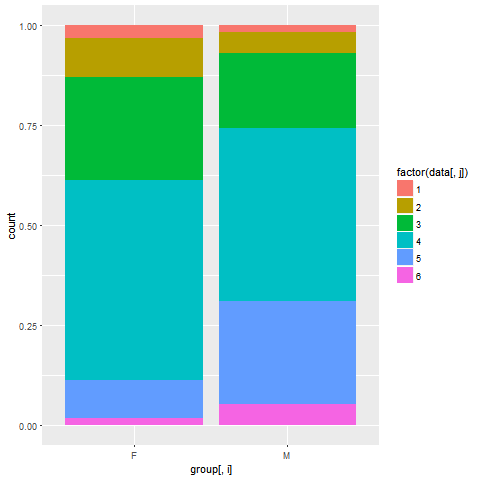 1.00
0.75
0.50
0.25
0.00
count
F M
group[, i]
factor(data[, j])
1
2
3
4
5
6